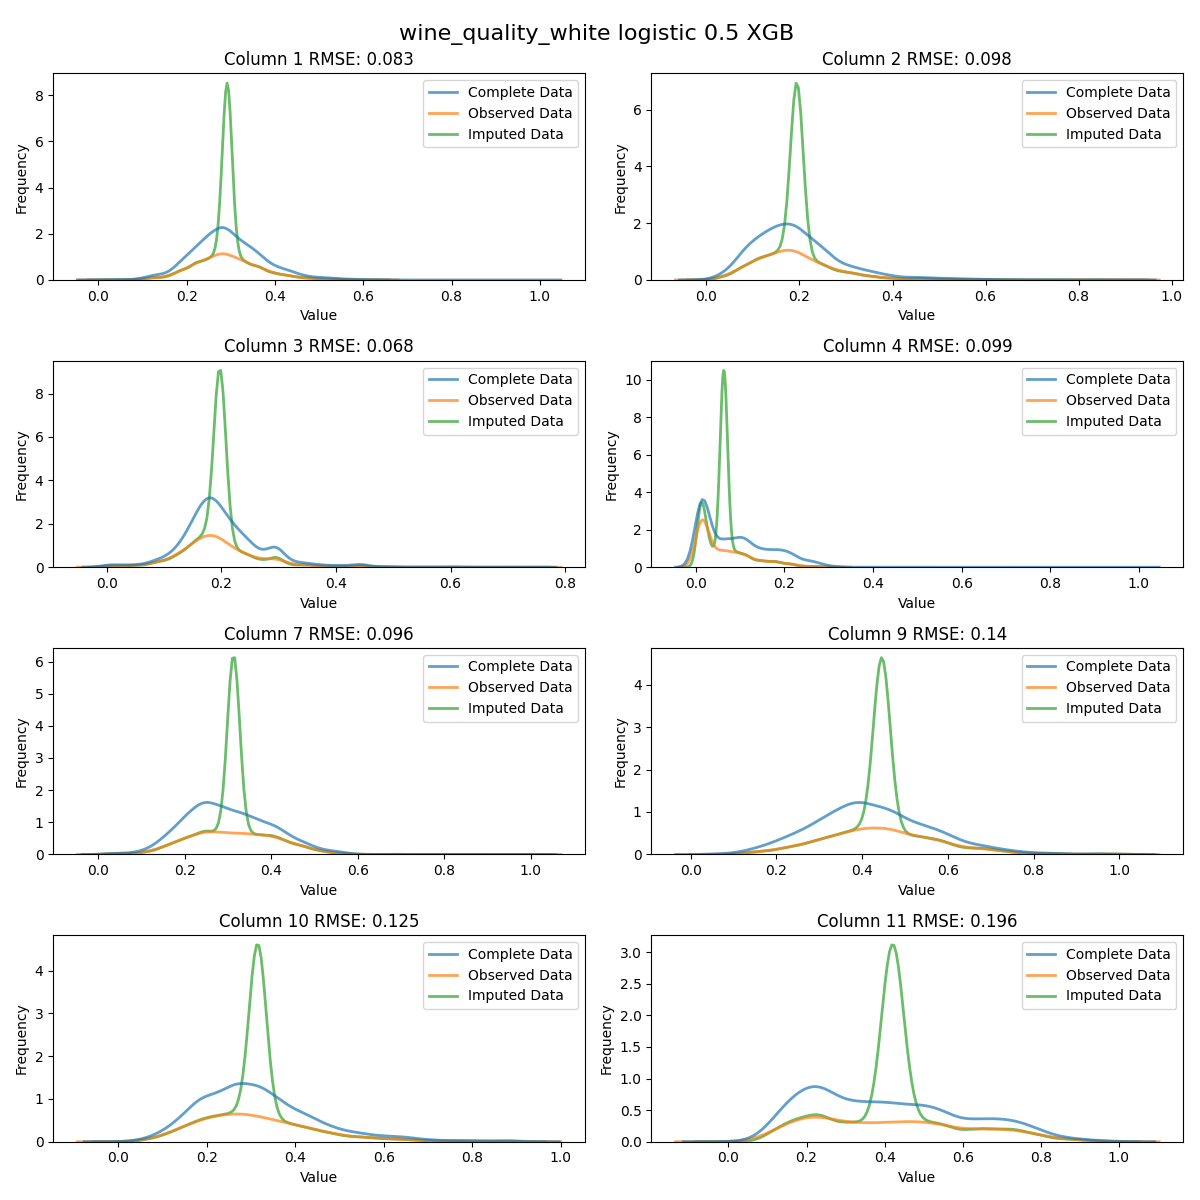 wine_quality_white logistic 0.5 XGB
Column 1 RMSE: 0.083
Frequency
8
6
4
2
0
Complete Data
Observed Data
Imputed Data
0.0 0.2 0.4 0.6 0.8 1.0
Value
Column 2 RMSE: 0.098
Frequency
6
4
2
0
Complete Data
Observed Data
Imputed Data
0.0 0.2 0.4 0.6 0.8 1.0
Value
Column 3 RMSE: 0.068
Frequency
8
6
4
2
0
Complete Data
Observed Data
Imputed Data
0.0 0.2 0.4 0.6 0.8
Value
Column 4 RMSE: 0.099
Frequency
10
8
6
4
2
0
Complete Data
Observed Data
Imputed Data
0.0 0.2 0.4 0.6 0.8 1.0
Value
Column 7 RMSE: 0.096
Frequency
6
5
4
3
2
1
0
Complete Data
Observed Data
Imputed Data
0.0 0.2 0.4 0.6 0.8 1.0
Value
Column 9 RMSE: 0.14
Frequency
4
3
2
1
0
Complete Data
Observed Data
Imputed Data
0.0 0.2 0.4 0.6 0.8 1.0
Value
Column 10 RMSE: 0.125
Frequency
4
3
2
1
0
Complete Data
Observed Data
Imputed Data
0.0 0.2 0.4 0.6 0.8 1.0
Value
Column 11 RMSE: 0.196
Frequency
3.0
2.5
2.0
1.5
1.0
0.5
0.0
Complete Data
Observed Data
Imputed Data
0.0 0.2 0.4 0.6 0.8 1.0
Value